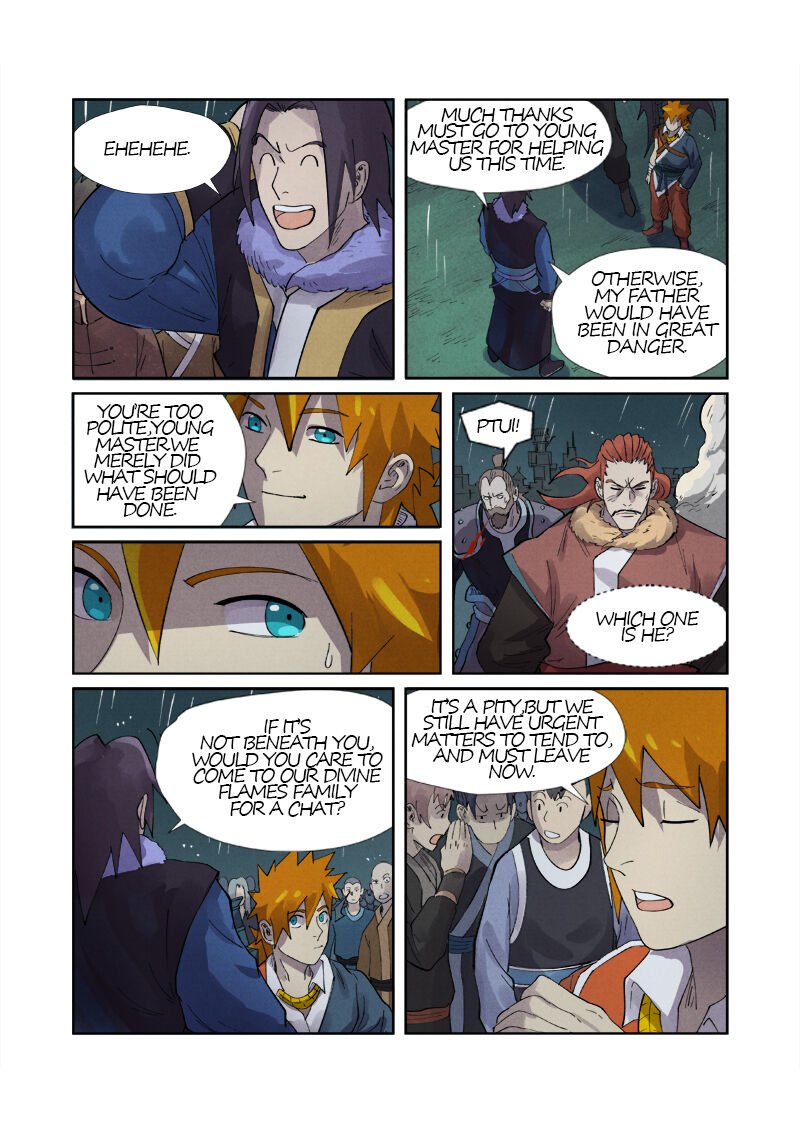 EHEHEHE.
MUCH THANKS
MUST GO TO YOUNG
MASTER FOR HELPING
US THIS TIME.
OTHERWISE,
MY FATHER
WOULD HAVE
BEEN IN GREAT
DANGER.
YOU'RE TOO
POLITE,YOUNG
MASTER.WE
MERELY DID
WHAT SHOULD
HAVE BEEN
DONE.
PTUI!
WHICH ONE
IS HE?
IF IT'S
NOT BENEATH YOU,
WOULD YOU CARE TO
COME TO OUR DIVINE
FLAMES FAMILY
FOR A CHAT?
IT'S A PITY,BUT WE
STILL HAVE URGENT
MATTERS TO TEND TO,
AND MUST LEAVE
NOW.